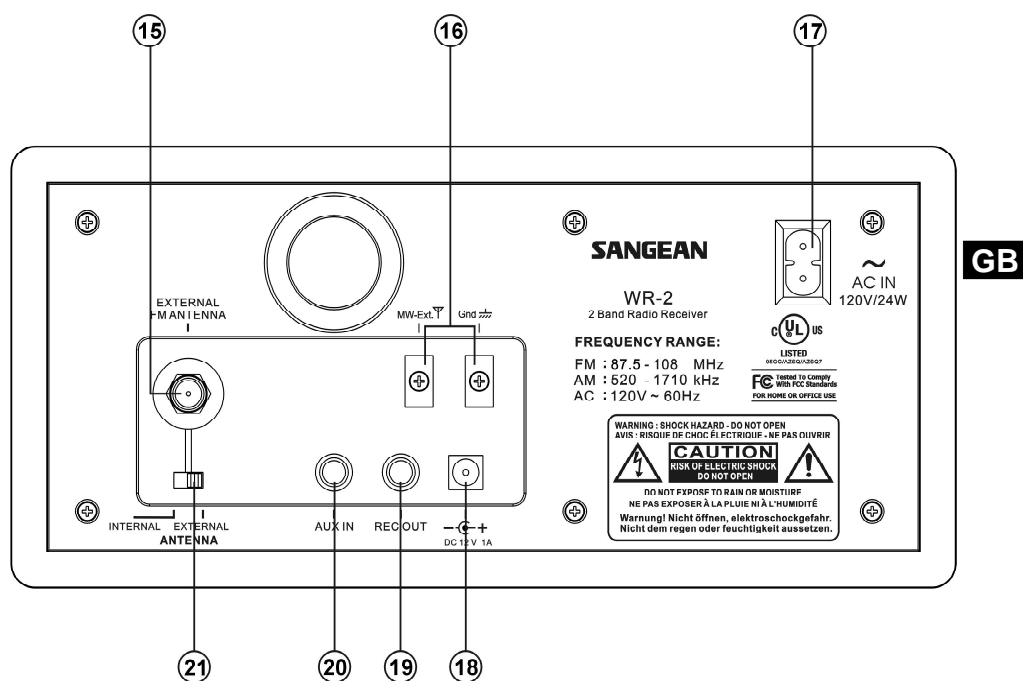 15
16
17
GB
SANGEAN
AC IN
120V/24W
WR-2
2 Band Radio Receiver
EXTERNAL
FM ANTENNA
MW-Ext.
Gnd
FREQUENCY RANGE:
FM : 87.5 - 108 MHz
AM : 520 - 1710 kHz
AC : 120V ~ 60Hz
C UL US
LISTED
FC Tested To Comply
With FCC Standards
FOR HOME OR OFFICE USE
WARNING : SHOCK HAZARD - DO NOT OPEN
AVIS : RISQUE DE CHOC ÉLECTRIQUE - NE PAS OUVRIR
CAUTION
RISK OF ELECTRIC SHOCK
DO NOT OPEN
DO NOT EXPOSE TO RAIN OR MOISTURE
NE PAS EXPOSER À LA PLUIE NI À L'HUMIDITÉ
Warnung! Nicht öffnen, elektroschockgefahr.
Nicht dem regen oder feuchtigkeit aussetzen.
INTERNAL
EXTERNAL
ANTENNA
AUX IN
REC OUT
DC 12V 1A
21
20
19
18